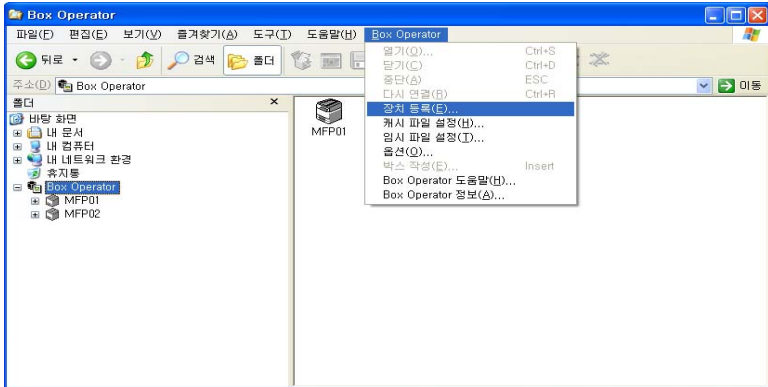 Box Operator
파일(F) 편집(E) 보기(V) 즐겨찾기(A) 도구(T) 도움말(H) Box Operator
뒤로 검색 폴더
주소(D) Box Operator 이동
폴더
바탕 화면
내 문서
내 컴퓨터
내 네트워크 환경
휴지통
Box Operator
MFP01
MFP02
MFP01
열기(O)... Ctrl+S
닫기(C) Ctrl+D
중단(A) ESC
다시 연결(R) Ctrl+R
장치 등록(E)...
캐시 파일 설정(H)...
임시 파일 설정(T)...
옵션(O)...
박스 작성(E)... Insert
Box Operator 도움말(H)...
Box Operator 정보(A)...